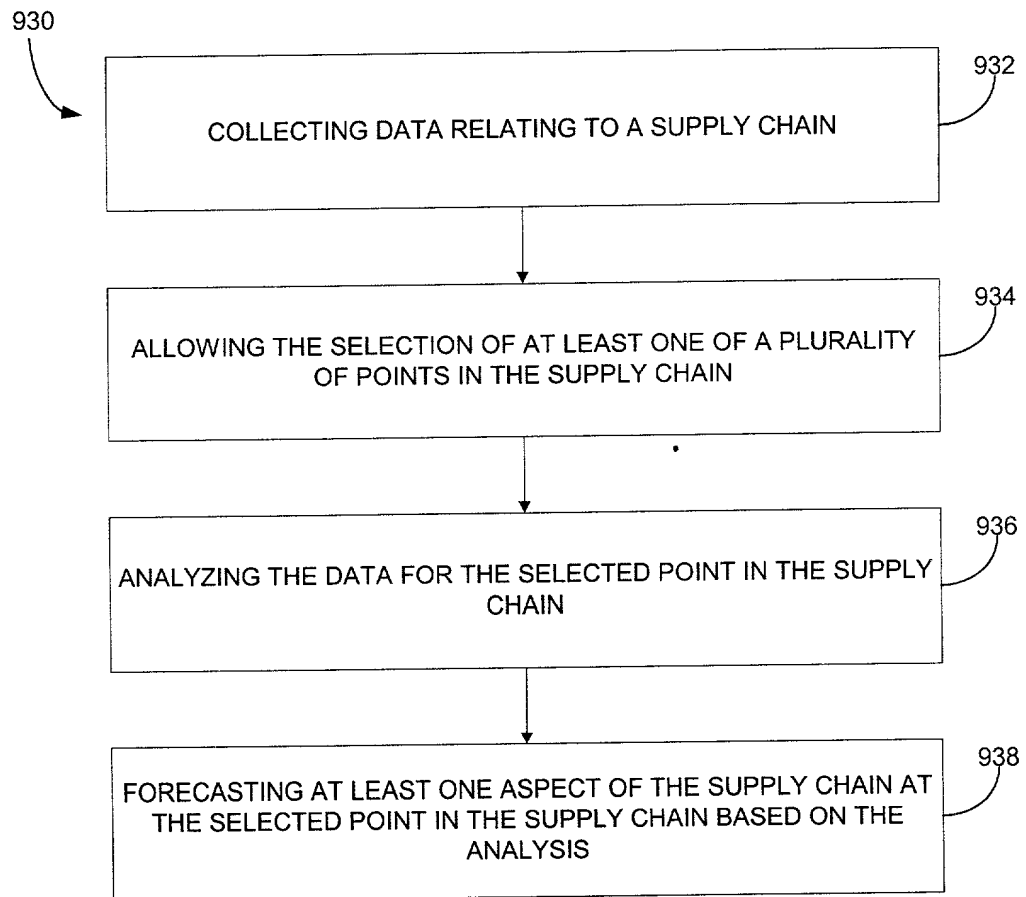 930
932
COLLECTING DATA RELATING TO A SUPPLY CHAIN
934
ALLOWING THE SELECTION OF AT LEAST ONE OF A PLURALITY
OF POINTS IN THE SUPPLY CHAIN
936
ANALYZING THE DATA FOR THE SELECTED POINT IN THE SUPPLY
CHAIN
938
FORECASTING AT LEAST ONE ASPECT OF THE SUPPLY CHAIN AT
THE SELECTED POINT IN THE SUPPLY CHAIN BASED ON THE
ANALYSIS